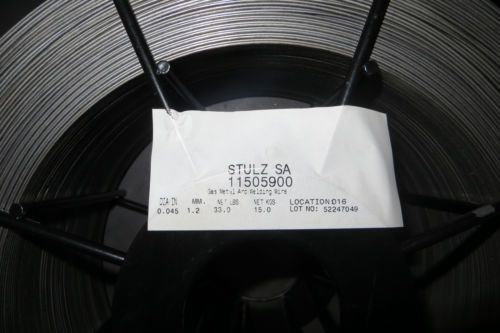 STULZ SA
11505900
Gas Metal Arc Welding Wire
DIA IN. MM. NET LBS NET KGS LOCATION:016
0.045 1.2 33.0 15.0 LOT NO: 52247049